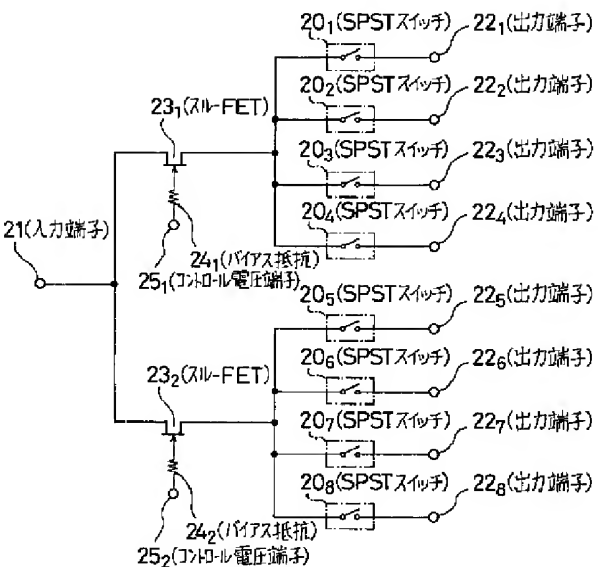 20₁(SPSTスイッチ)
22₁(出力端子)
20₂(SPSTスイッチ)
22₂(出力端子)
23₁(スルーFET)
20₃(SPSTスイッチ)
22₃(出力端子)
20₄(SPSTスイッチ)
22₄(出力端子)
21(入力端子)
24₁(バイアス抵抗)
25₁(コントロール電圧端子)
20₅(SPSTスイッチ)
22₅(出力端子)
20₆(SPSTスイッチ)
22₆(出力端子)
23₂(スルーFET)
20₇(SPSTスイッチ)
22₇(出力端子)
20₈(SPSTスイッチ)
22₈(出力端子)
24₂(バイアス抵抗)
25₂(コントロール電圧端子)